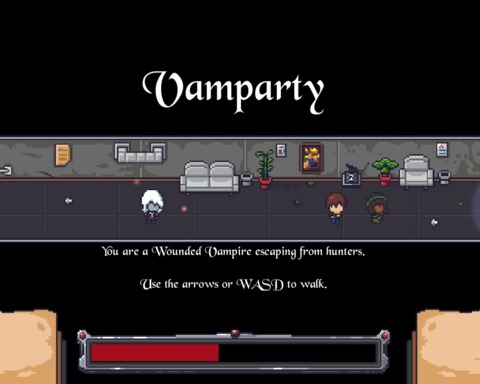 Vamparty
You are a Wounded Vampire escaping from hunters.
Use the arrows or WASD to walk.